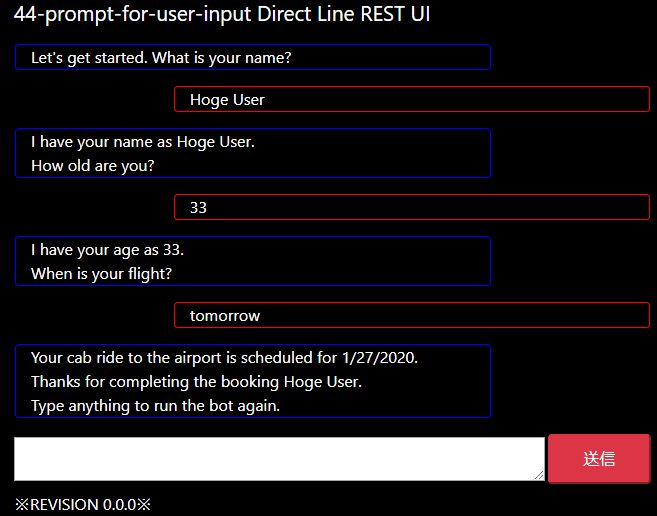 44-prompt-for-user-input Direct Line REST UI
Let's get started. What is your name?
Hoge User
I have your name as Hoge User.
How old are you?
33
I have your age as 33.
When is your flight?
tomorrow
Your cab ride to the airport is scheduled for 1/27/2020.
Thanks for completing the booking Hoge User.
Type anything to run the bot again.
送信
※REVISION 0.0.0※